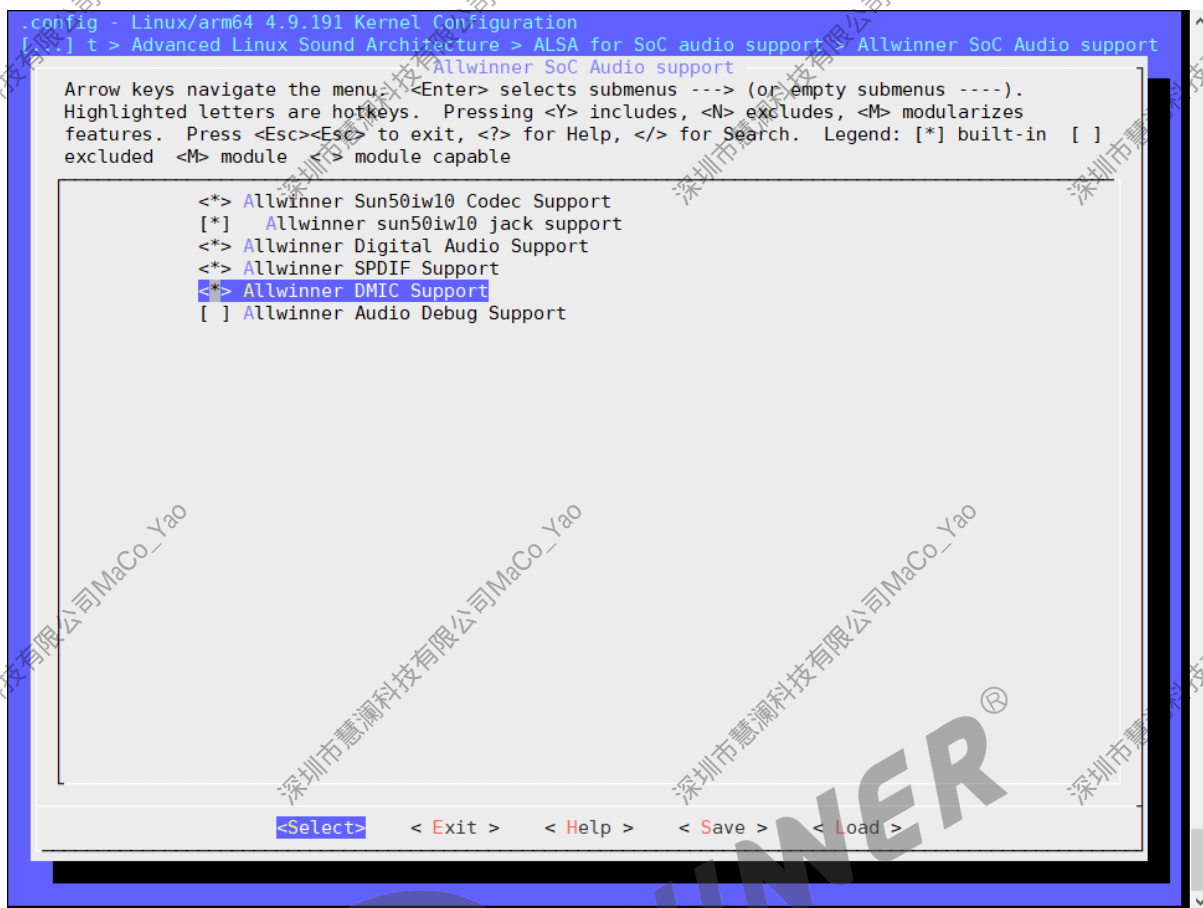 .config - Linux/arm64 4.9.191 Kernel Configuration
[...] t > Advanced Linux Sound Architecture > ALSA for SoC audio support > Allwinner SoC Audio support
Allwinner SoC Audio support
Arrow keys navigate the menu. <Enter> selects submenus ---> (or empty submenus ----).
Highlighted letters are hotkeys. Pressing <Y> includes, <N> excludes, <M> modularizes
features. Press <Esc><Esc> to exit, <?> for Help, </> for Search. Legend: [*] built-in [ ]
excluded <M> module < > module capable
<*> Allwinner Sun50iw10 Codec Support
[*] Allwinner sun50iw10 jack support
<*> Allwinner Digital Audio Support
<*> Allwinner SPDIF Support
<*> Allwinner DMIC Support
[ ] Allwinner Audio Debug Support
深圳市慧澜科技有限公司MaCo_Yao
深圳市慧澜科技有限公司MaCo_Yao
深圳市慧澜科技有限公司MaCo_Yao
<Select> < Exit > < Help > < Save > < Load >